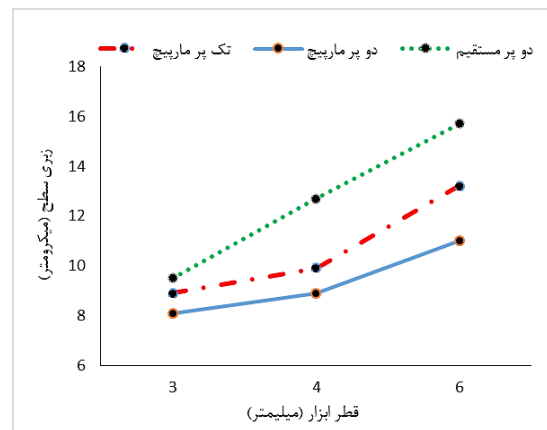 تک پر مارپیچ دو پر مارپیچ دو پر مستقیم
18
16
14
12
10
8
6
زبری سطح (میکرومتر)
3 4 6
قطر ابزار (میلیمتر)